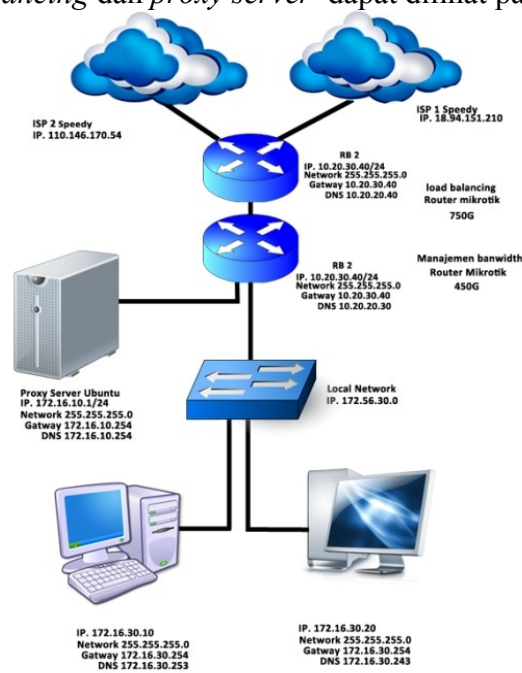 ancing dan proxy server dapat dilihat pa
ISP 2 Speedy
IP. 110.146.170.54
ISP 1 Speedy
IP. 18.94.151.210
RB 2
IP. 10.20.30.40/24
Network 255.255.255.0
Gatway 10.20.30.40
DNS 10.20.20.40
load balancing
Router mikrotik
750G
RB 2
IP. 10.20.30.40/24
Network 255.255.255.0
Gatway 10.20.30.40
DNS 10.20.20.30
Manajemen banwidth
Router Mikrotik
450G
Proxy Server Ubuntu
IP. 172.16.10.1/24
Network 255.255.255.0
Gatway 172.16.10.254
DNS 172.16.10.254
Local Network
IP. 172.56.30.0
IP. 172.16.30.10
Network 255.255.255.0
Gatway 172.16.30.254
DNS 172.16.30.253
IP. 172.16.30.20
Network 255.255.255.0
Gatway 172.16.30.254
DNS 172.16.30.243